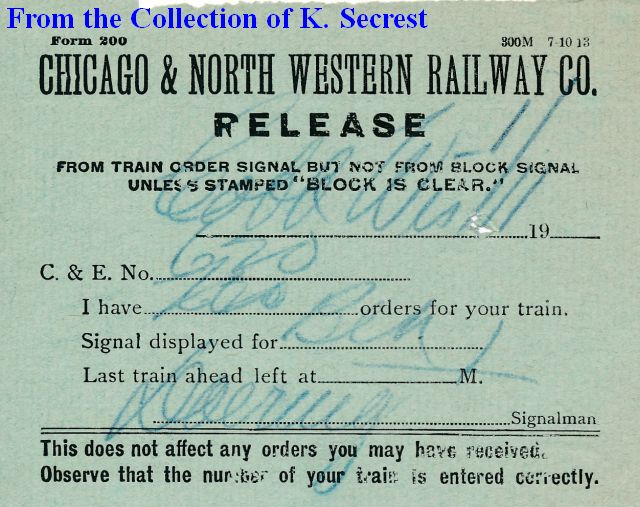 From the Collection of K. Secrest
Form 200 300M 7-10 13
CHICAGO & NORTH WESTERN RAILWAY CO.
RELEASE
FROM TRAIN ORDER SIGNAL BUT NOT FROM BLOCK SIGNAL
UNLESS STAMPED "BLOCK IS CLEAR."
19
C. & E. No.
I have orders for your train.
Signal displayed for
Last train ahead left at M.
Signalman
This does not affect any orders you may have received.
Observe that the number of your train is entered correctly.